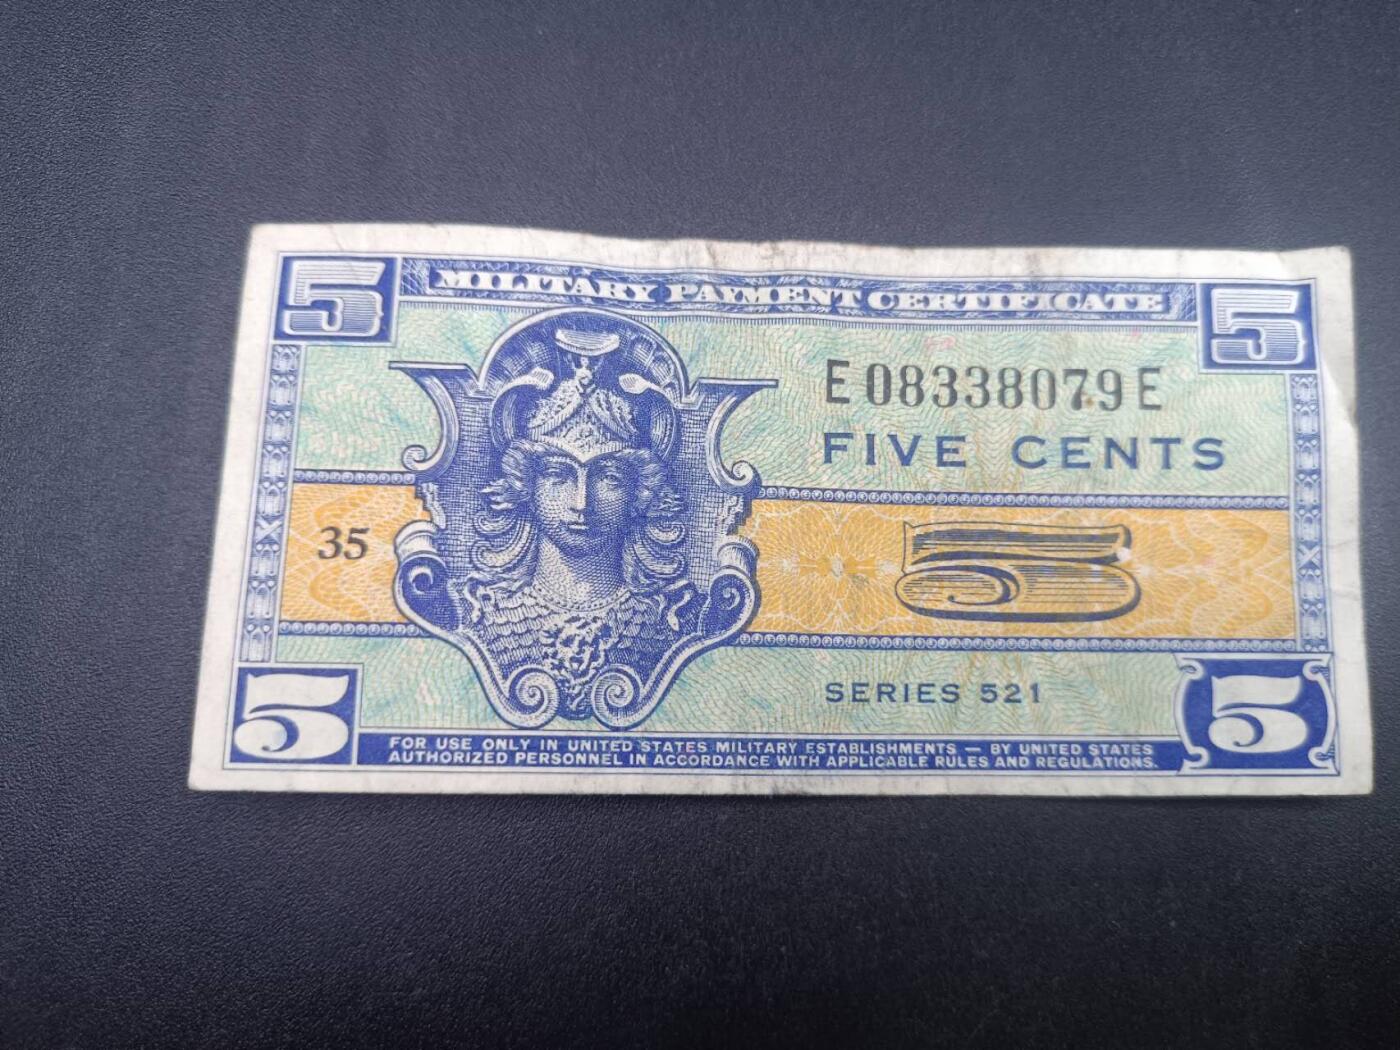 5 MILITARY PAYMENT CERTIFICATE 5
E08338079E
FIVE CENTS
35
5
SERIES 521
5
FOR USE ONLY IN UNITED STATES MILITARY ESTABLISHMENTS — BY UNITED STATES
AUTHORIZED PERSONNEL IN ACCORDANCE WITH APPLICABLE RULES AND REGULATIONS.
5